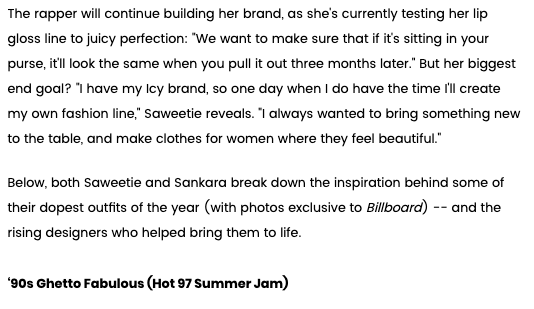 The rapper will continue building her brand, as she's currently testing her lip
gloss line to juicy perfection: "We want to make sure that if it's sitting in your
purse, it'll look the same when you pull it out three months later." But her biggest
end goal? "I have my Icy brand, so one day when I do have the time I'll create
my own fashion line," Saweetie reveals. "I always wanted to bring something new
to the table, and make clothes for women where they feel beautiful."
Below, both Saweetie and Sankara break down the inspiration behind some of
their dopest outfits of the year (with photos exclusive to Billboard) -- and the
rising designers who helped bring them to life.
'90s Ghetto Fabulous (Hot 97 Summer Jam)